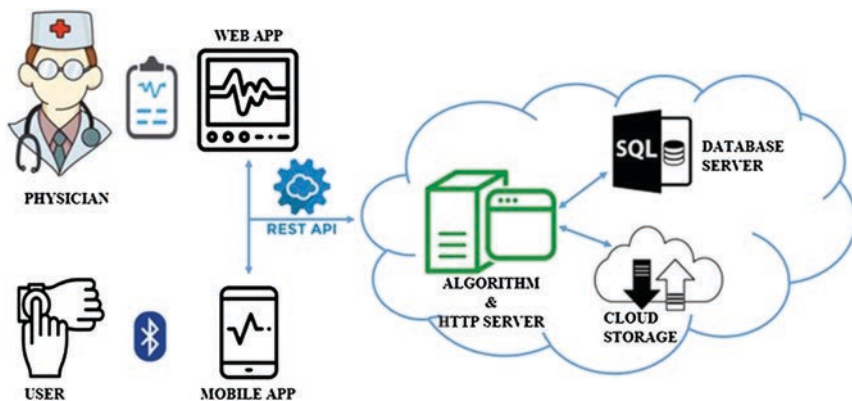 WEB APP
PHYSICIAN
REST API
SQL
DATABASE
SERVER
ALGORITHM
&
HTTP SERVER
CLOUD
STORAGE
USER
MOBILE APP